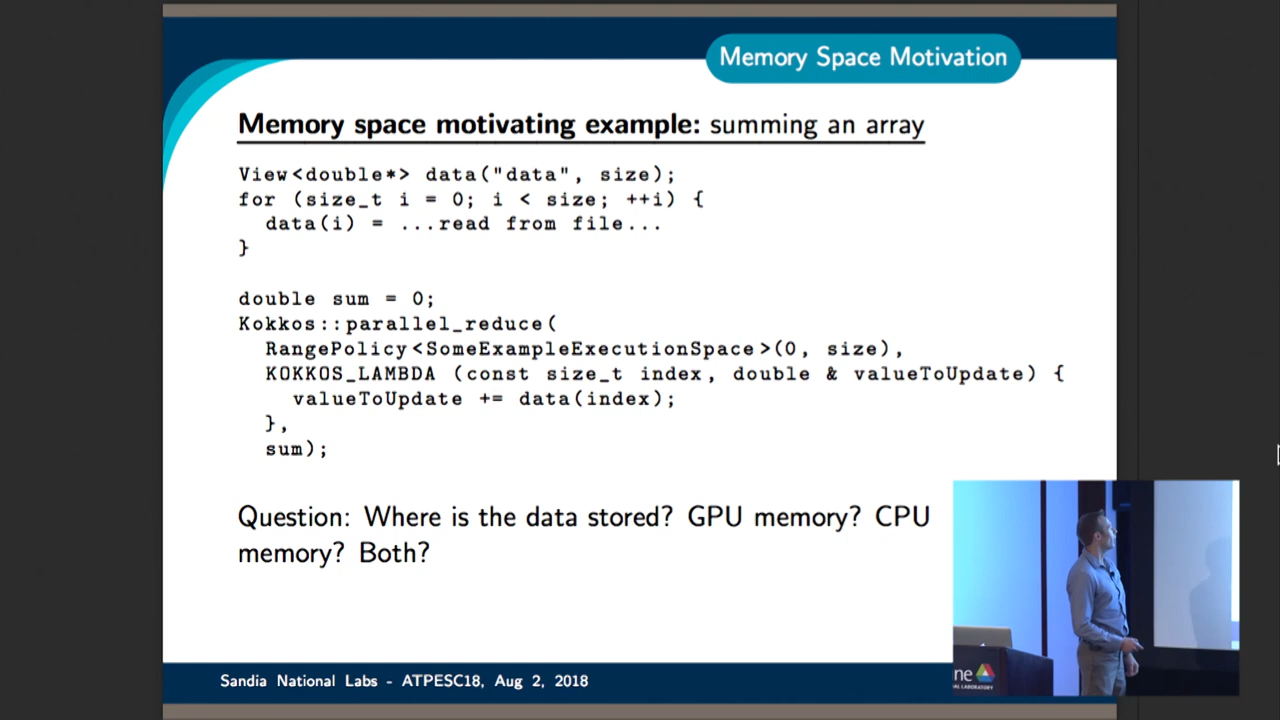 Memory Space Motivation
Memory space motivating example: summing an array
View<double*> data("data", size);
for (size_t i = 0; i < size; ++i) {
data(i) = ...read from file...
}
double sum = 0;
Kokkos::parallel_reduce(
RangePolicy<SomeExampleExecutionSpace>(0, size),
KOKKOS_LAMBDA (const size_t index, double & valueToUpdate) {
valueToUpdate += data(index);
},
sum);
Question: Where is the data stored? GPU memory? CPU
memory? Both?
Sandia National Labs - ATPESC18, Aug 2, 2018
ne
LABORATORY